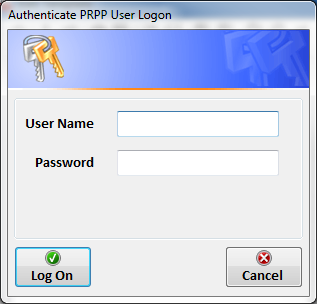 Authenticate PRPP User Logon
User Name
Password
Log On
Cancel